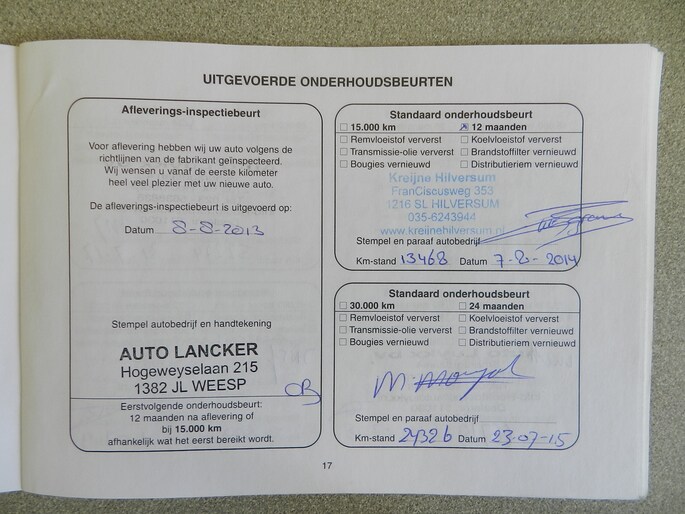 UITGEVOERDE ONDERHOUDSBEURTEN
Afleverings-inspectiebeurt
Voor aflevering hebben wij uw auto volgens de
richtlijnen van de fabrikant geïnspecteerd.
Wij wensen u vanaf de eerste kilometer
heel veel plezier met uw nieuwe auto.
De afleverings-inspectiebeurt is uitgevoerd op:
Datum 8-8-2013
Stempel autobedrijf en handtekening
AUTO LANCKER
Hogeweyselaan 215
1382 JL WEESP
CB
Eerstvolgende onderhoudsbeurt:
12 maanden na aflevering of
bij 15.000 km
afhankelijk wat het eerst bereikt wordt.
Standaard onderhoudsbeurt
15.000 km 12 maanden
Remvloeistof ververst Koelvloeistof ververst
Transmissie-olie ververst Brandstoffilter vernieuwd
Bougies vernieuwd Distributieriem vernieuwd
Kreijne Hilversum
FranCiscusweg 353
1216 SL HILVERSUM
035-6243944
www.kreijnehilversum.nl
Stempel en paraaf autobedrijf
Km-stand 13468 Datum 7-8-2014
Standaard onderhoudsbeurt
30.000 km 24 maanden
Remvloeistof ververst Koelvloeistof ververst
Transmissie-olie ververst Brandstoffilter vernieuwd
Bougies vernieuwd Distributieriem vernieuwd
Stempel en paraaf autobedrijf
Km-stand 24326 Datum 23-07-15
17